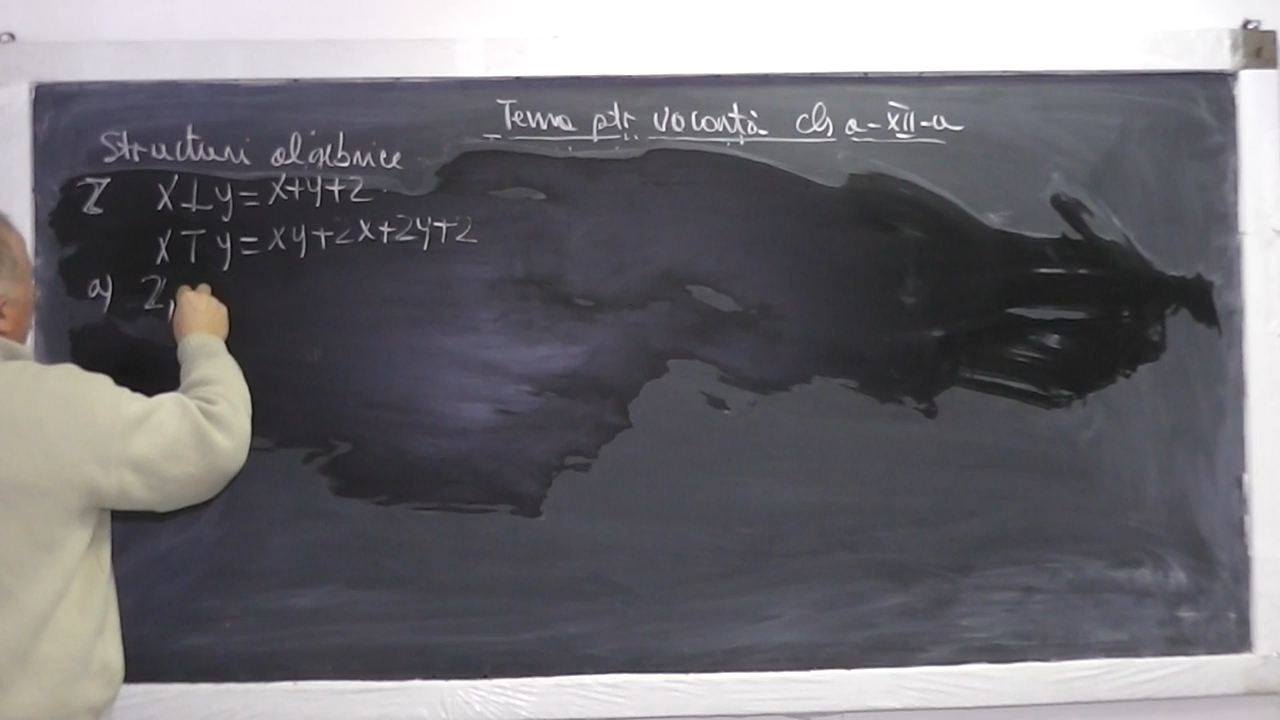 Tema ptr vacanță cls a-XII-a
Structuri algebrice
Z x⊥y=x+y+2
x⊤y=xy+2x+2y+2
a) Z,